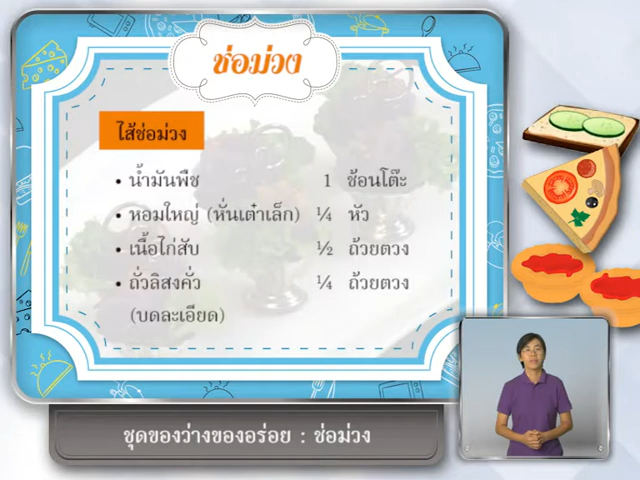 ช่อม่วง
ไส้ช่อม่วง
• น้ำมันพืช 1 ช้อนโต๊ะ
• หอมใหญ่ (หั่นเต๋าเล็ก) ¼ หัว
• เนื้อไก่สับ ½ ถ้วยตวง
• ถั่วลิสงคั่ว ¼ ถ้วยตวง
(บดละเอียด)
ชุดของว่างของอร่อย : ช่อม่วง